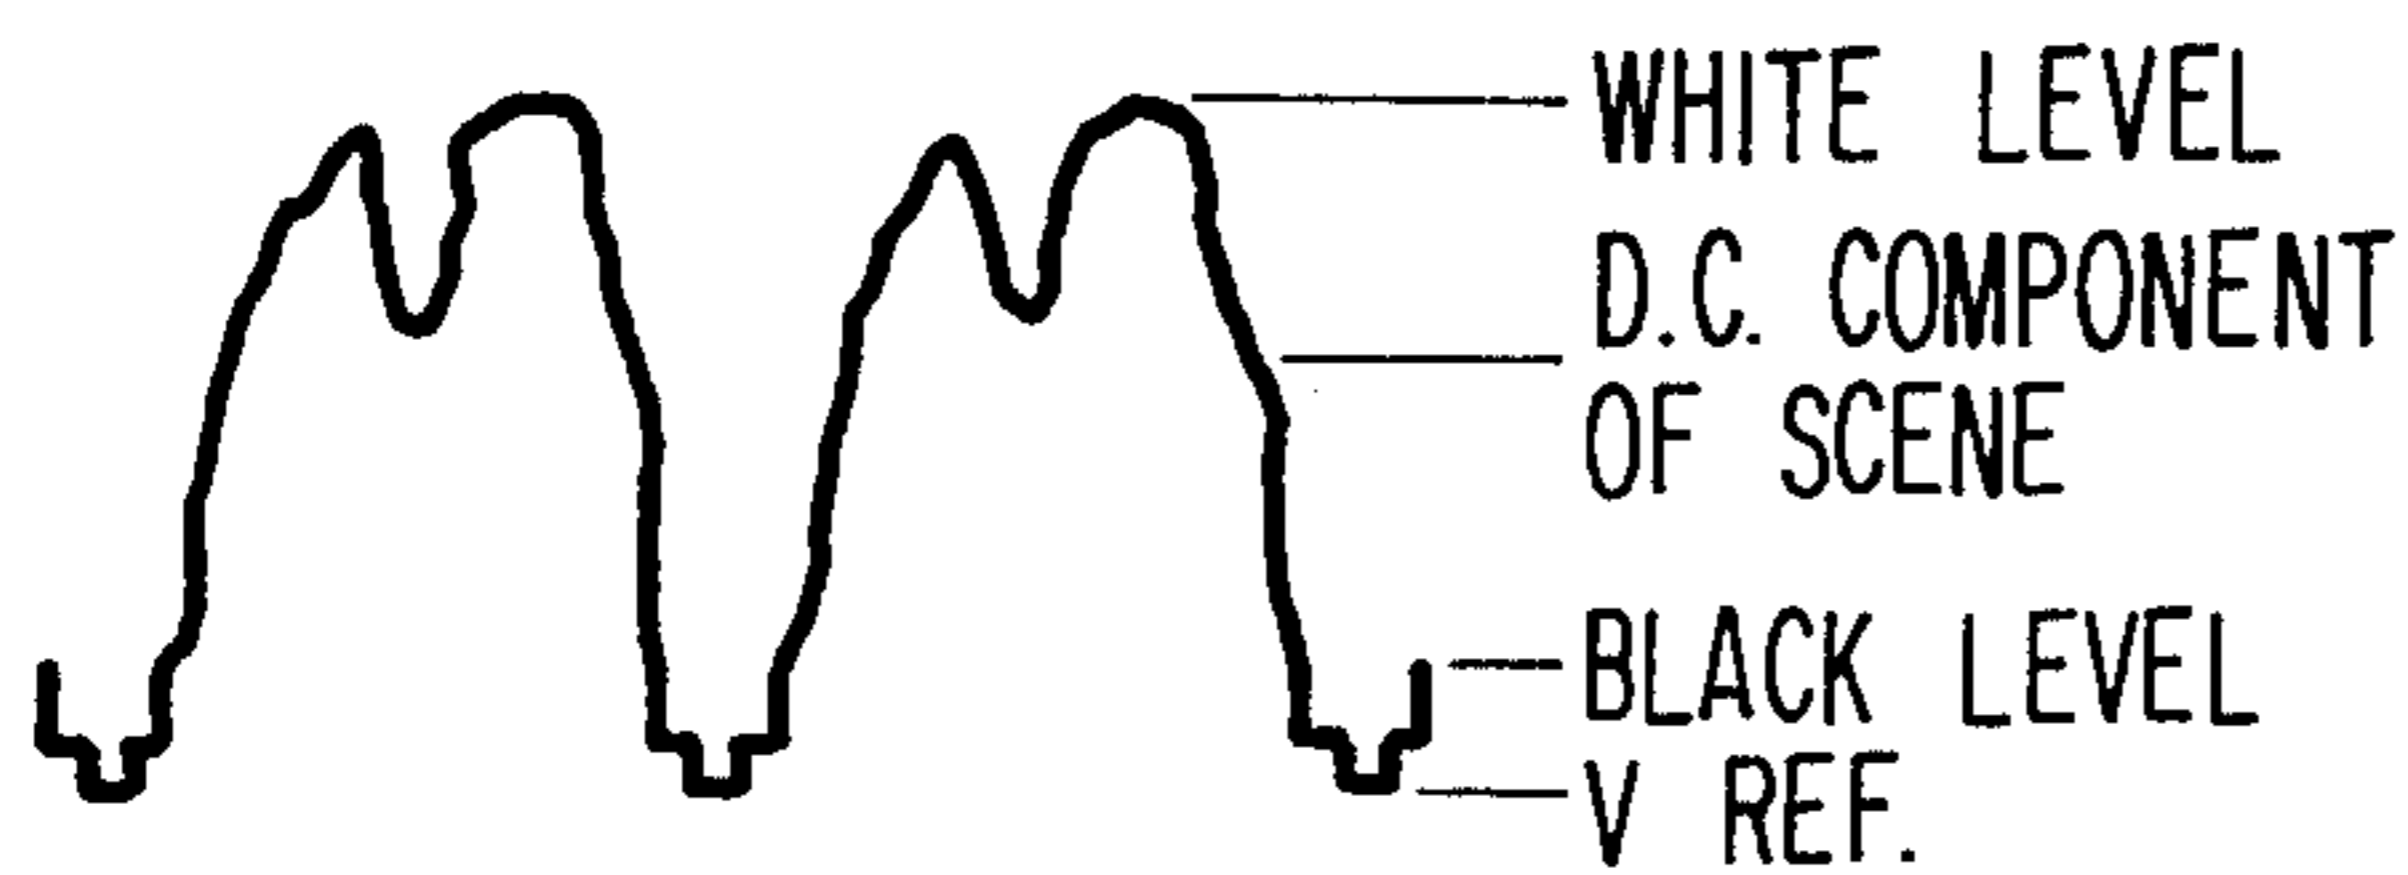 WHITE LEVEL
D.C. COMPONENT
OF SCENE
BLACK LEVEL
V REF.